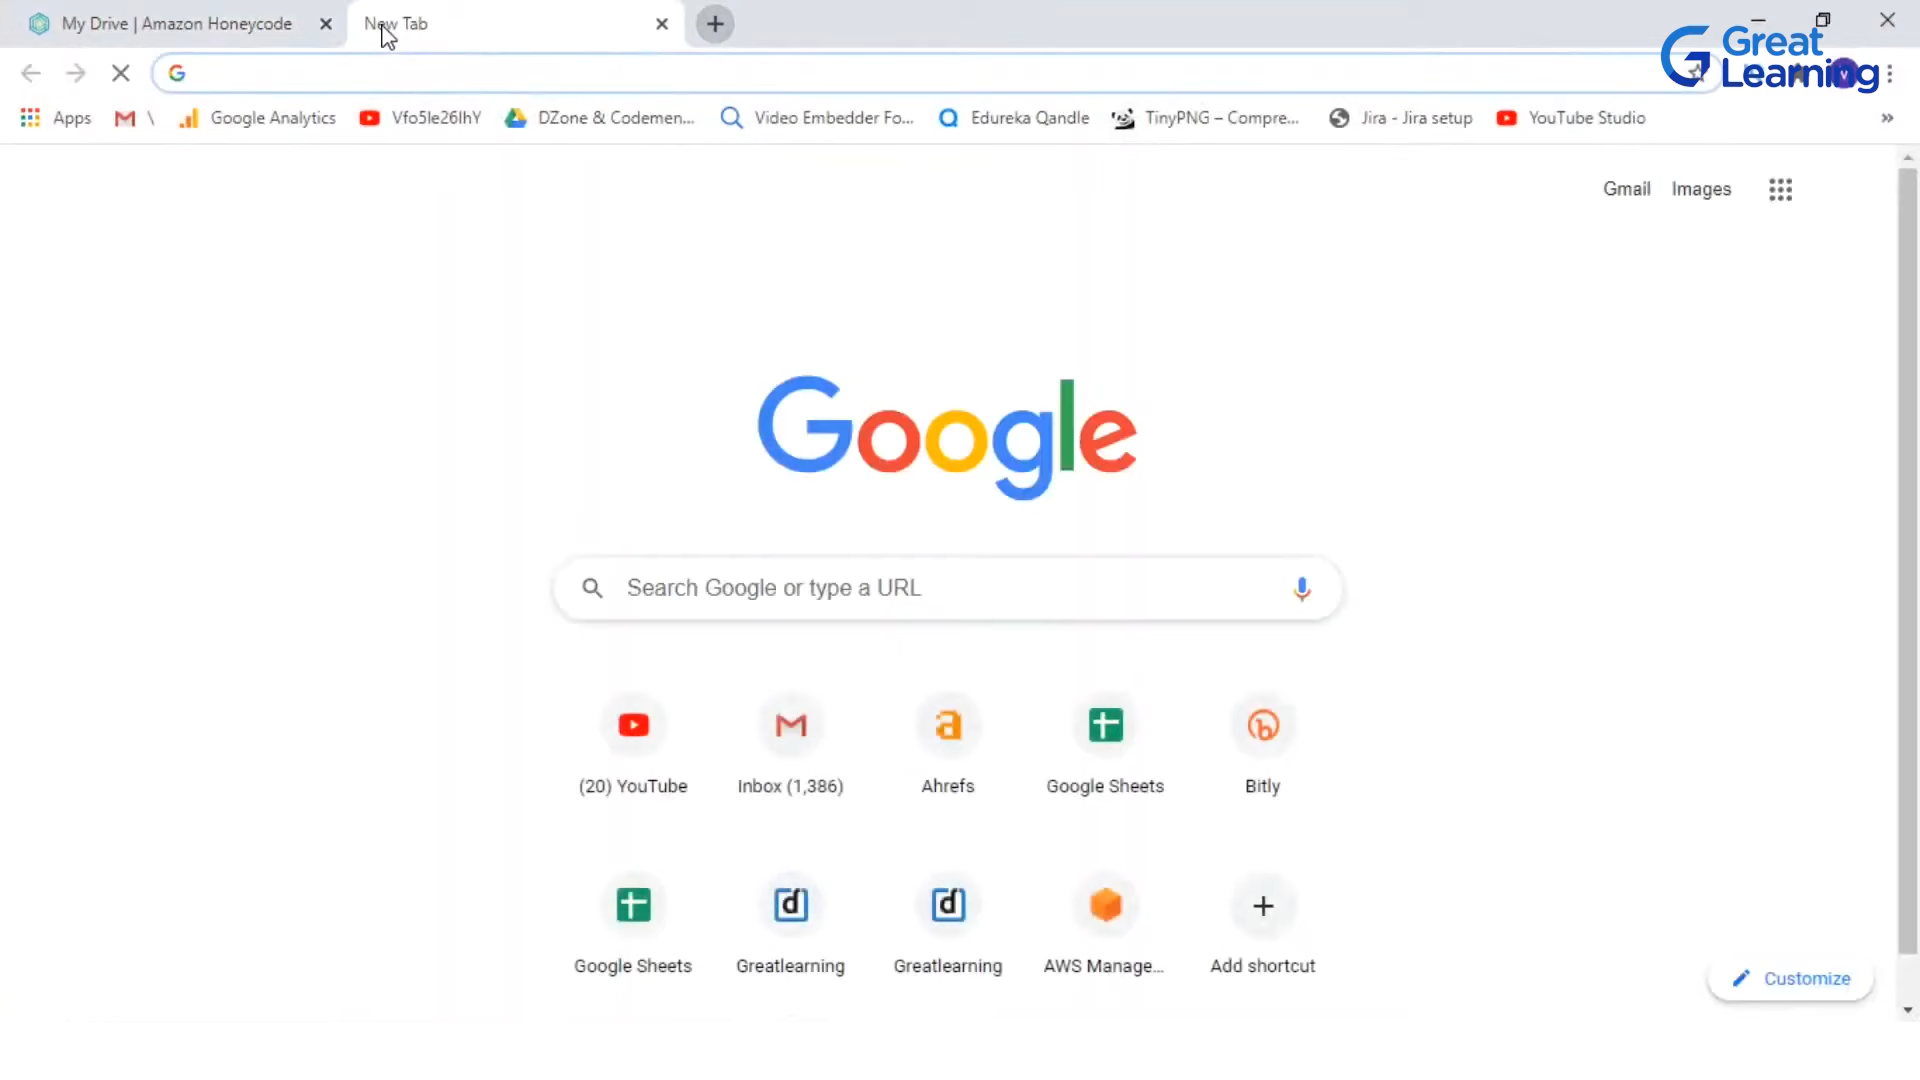 My Drive | Amazon Honeycode
New Tab
Great
Learning
Apps
Google Analytics
Vfo5le26lhY
DZone & Codemen...
Video Embedder Fo...
Edureka Qandle
TinyPNG – Compre...
Jira - Jira setup
YouTube Studio
Gmail Images
Google
Search Google or type a URL
(20) YouTube
Inbox (1,386)
Ahrefs
Google Sheets
Bitly
Google Sheets
Greatlearning
Greatlearning
AWS Manage...
Add shortcut
Customize